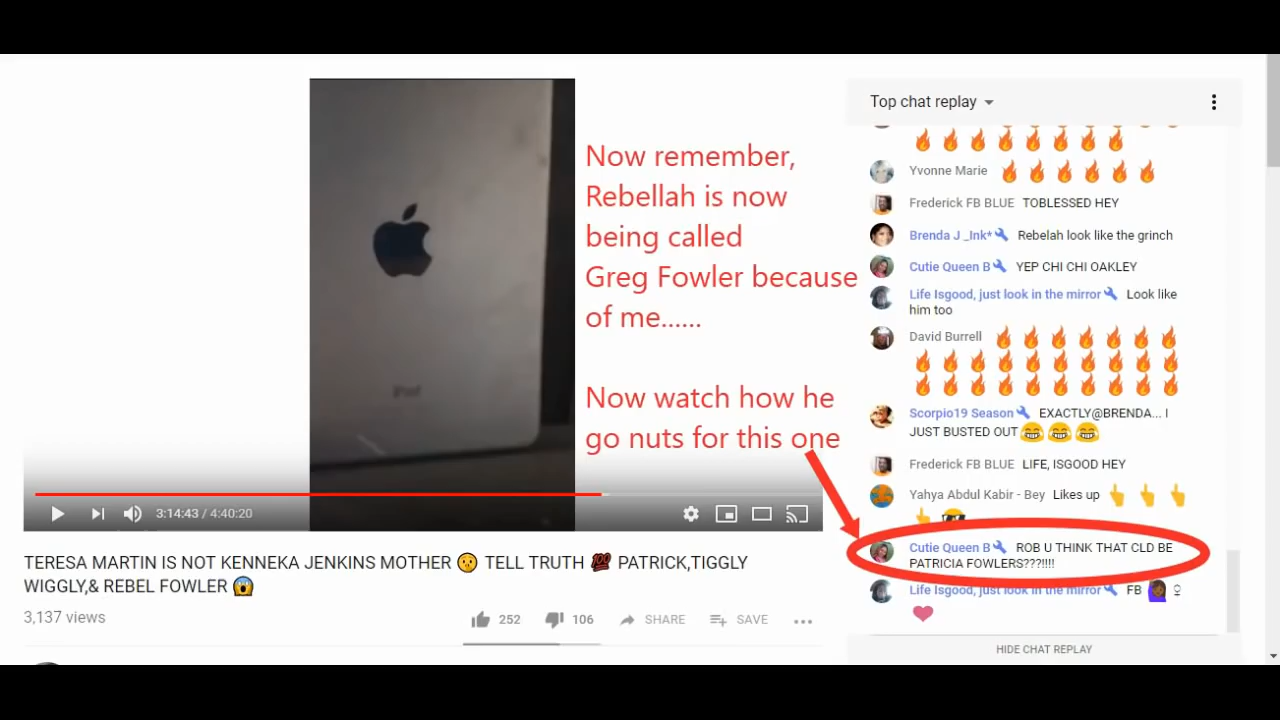 Now remember,
Rebellah is now
being called
Greg Fowler because
of me......
Now watch how he
go nuts for this one
iPad
3:14:43 / 4:40:20
TERESA MARTIN IS NOT KENNEKA JENKINS MOTHER 🤫 TELL TRUTH 💯 PATRICK,TIGGLY
WIGGLY,& REBEL FOWLER 😱
3,137 views
252
106
SHARE
SAVE
Top chat replay
🔥 🔥 🔥 🔥 🔥 🔥 🔥 🔥
Yvonne Marie 🔥 🔥 🔥 🔥 🔥 🔥
Frederick FB BLUE TOBLESSED HEY
Brenda J _Ink* Rebelah look like the grinch
Cutie Queen B YEP CHI CHI OAKLEY
Life Isgood, just look in the mirror Look like
him too
David Burrell 🔥 🔥 🔥 🔥 🔥 🔥 🔥
🔥 🔥 🔥 🔥 🔥 🔥 🔥 🔥 🔥 🔥
🔥 🔥 🔥 🔥 🔥 🔥 🔥 🔥 🔥 🔥
Scorpio19 Season EXACTLY@BRENDA... I
JUST BUSTED OUT 😂 😂 😂
Frederick FB BLUE LIFE, ISGOOD HEY
Yahya Abdul Kabir - Bey Likes up 👆 👆 👆
👆 😎
Cutie Queen B ROB U THINK THAT CLD BE
PATRICIA FOWLERS???!!!!
Life Isgood, just look in the mirror FB 🙋🏾 ♀
❤
HIDE CHAT REPLAY